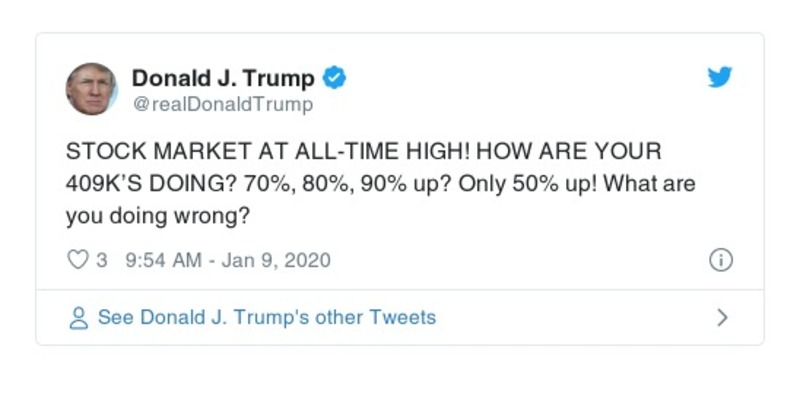 Donald J. Trump
@realDonaldTrump
STOCK MARKET AT ALL-TIME HIGH! HOW ARE YOUR
409K’S DOING? 70%, 80%, 90% up? Only 50% up! What are
you doing wrong?
3 9:54 AM - Jan 9, 2020
See Donald J. Trump's other Tweets